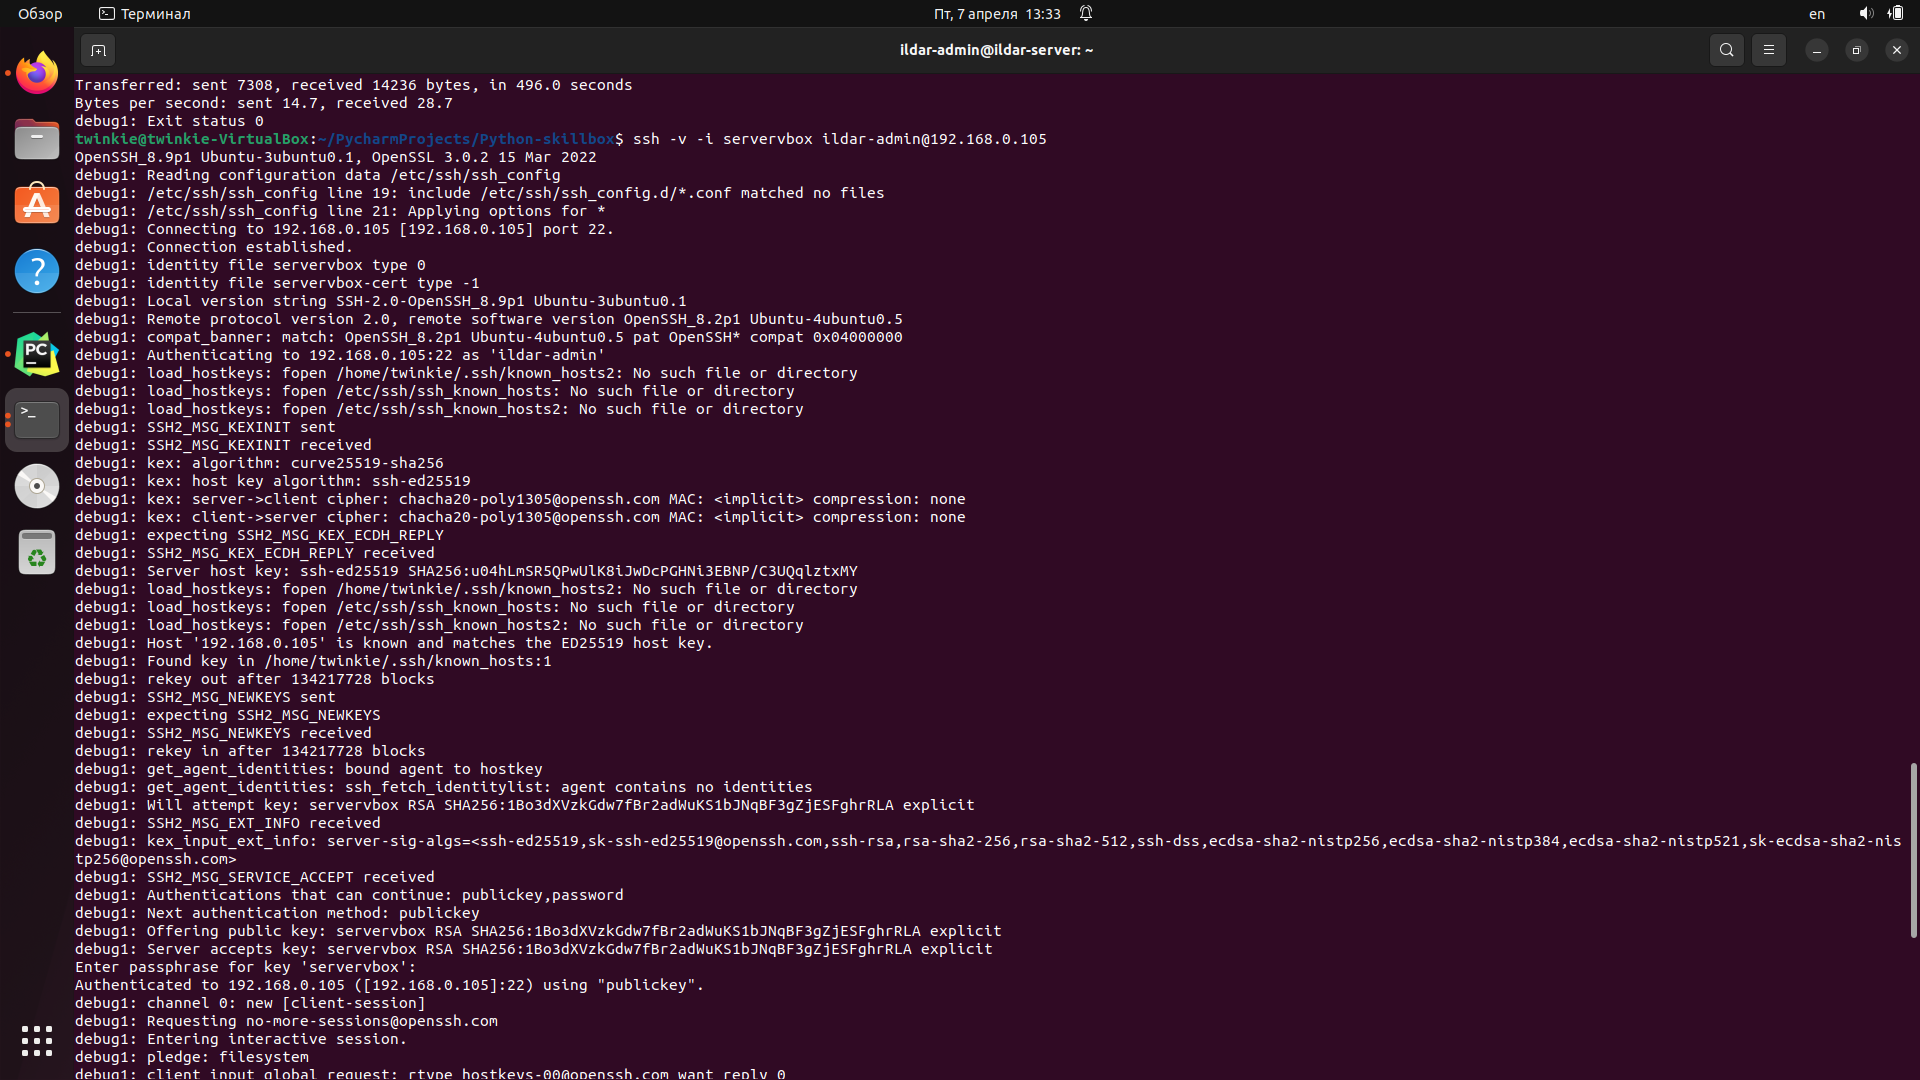 Обзор
Терминал
Пт, 7 апреля 13:33
en
ildar-admin@ildar-server: ~
Transferred: sent 7308, received 14236 bytes, in 496.0 seconds
Bytes per second: sent 14.7, received 28.7
debug1: Exit status 0
twinkie@twinkie-VirtualBox:~/PycharmProjects/Python-skillbox$ ssh -v -i servervbox ildar-admin@192.168.0.105
OpenSSH_8.9p1 Ubuntu-3ubuntu0.1, OpenSSL 3.0.2 15 Mar 2022
debug1: Reading configuration data /etc/ssh/ssh_config
debug1: /etc/ssh/ssh_config line 19: include /etc/ssh/ssh_config.d/*.conf matched no files
debug1: /etc/ssh/ssh_config line 21: Applying options for *
debug1: Connecting to 192.168.0.105 [192.168.0.105] port 22.
debug1: Connection established.
debug1: identity file servervbox type 0
debug1: identity file servervbox-cert type -1
debug1: Local version string SSH-2.0-OpenSSH_8.9p1 Ubuntu-3ubuntu0.1
debug1: Remote protocol version 2.0, remote software version OpenSSH_8.2p1 Ubuntu-4ubuntu0.5
debug1: compat_banner: match: OpenSSH_8.2p1 Ubuntu-4ubuntu0.5 pat OpenSSH* compat 0x04000000
debug1: Authenticating to 192.168.0.105:22 as 'ildar-admin'
debug1: load_hostkeys: fopen /home/twinkie/.ssh/known_hosts2: No such file or directory
debug1: load_hostkeys: fopen /etc/ssh/ssh_known_hosts: No such file or directory
debug1: load_hostkeys: fopen /etc/ssh/ssh_known_hosts2: No such file or directory
debug1: SSH2_MSG_KEXINIT sent
debug1: SSH2_MSG_KEXINIT received
debug1: kex: algorithm: curve25519-sha256
debug1: kex: host key algorithm: ssh-ed25519
debug1: kex: server->client cipher: chacha20-poly1305@openssh.com MAC: <implicit> compression: none
debug1: kex: client->server cipher: chacha20-poly1305@openssh.com MAC: <implicit> compression: none
debug1: expecting SSH2_MSG_KEX_ECDH_REPLY
debug1: SSH2_MSG_KEX_ECDH_REPLY received
debug1: Server host key: ssh-ed25519 SHA256:u04hLmSR5QPwUlK8iJwDcPGHNi3EBNP/C3UQqlztxMY
debug1: load_hostkeys: fopen /home/twinkie/.ssh/known_hosts2: No such file or directory
debug1: load_hostkeys: fopen /etc/ssh/ssh_known_hosts: No such file or directory
debug1: load_hostkeys: fopen /etc/ssh/ssh_known_hosts2: No such file or directory
debug1: Host '192.168.0.105' is known and matches the ED25519 host key.
debug1: Found key in /home/twinkie/.ssh/known_hosts:1
debug1: rekey out after 134217728 blocks
debug1: SSH2_MSG_NEWKEYS sent
debug1: expecting SSH2_MSG_NEWKEYS
debug1: SSH2_MSG_NEWKEYS received
debug1: rekey in after 134217728 blocks
debug1: get_agent_identities: bound agent to hostkey
debug1: get_agent_identities: ssh_fetch_identitylist: agent contains no identities
debug1: Will attempt key: servervbox RSA SHA256:1Bo3dXVzkGdw7fBr2adWuKS1bJNqBF3gZjESFghrRLA explicit
debug1: SSH2_MSG_EXT_INFO received
debug1: kex_input_ext_info: server-sig-algs=<ssh-ed25519,sk-ssh-ed25519@openssh.com,ssh-rsa,rsa-sha2-256,rsa-sha2-512,ssh-dss,ecdsa-sha2-nistp256,ecdsa-sha2-nistp384,ecdsa-sha2-nistp521,sk-ecdsa-sha2-nis
tp256@openssh.com>
debug1: SSH2_MSG_SERVICE_ACCEPT received
debug1: Authentications that can continue: publickey,password
debug1: Next authentication method: publickey
debug1: Offering public key: servervbox RSA SHA256:1Bo3dXVzkGdw7fBr2adWuKS1bJNqBF3gZjESFghrRLA explicit
debug1: Server accepts key: servervbox RSA SHA256:1Bo3dXVzkGdw7fBr2adWuKS1bJNqBF3gZjESFghrRLA explicit
Enter passphrase for key 'servervbox':
Authenticated to 192.168.0.105 ([192.168.0.105]:22) using "publickey".
debug1: channel 0: new [client-session]
debug1: Requesting no-more-sessions@openssh.com
debug1: Entering interactive session.
debug1: pledge: filesystem
debug1: client_input_global_request: rtype hostkeys-00@openssh.com want_reply 0
PC